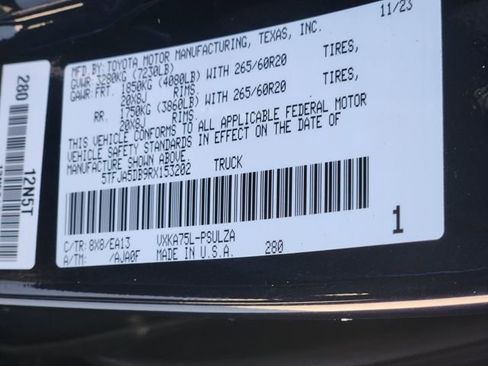 MFD. BY: TOYOTA MOTOR MANUFACTURING, TEXAS, INC. 11/23
GVWR 3280KG (7230LB)
GAWR FRT. 1850KG (4080LB) WITH 265/60R20 TIRES,
20X8J RIMS
RR. 1750KG (3860LB) WITH 265/60R20 TIRES,
20X8J RIMS
THIS VEHICLE CONFORMS TO ALL APPLICABLE FEDERAL MOTOR
VEHICLE SAFETY STANDARDS IN EFFECT ON THE DATE OF
MANUFACTURE SHOWN ABOVE.
5TFJA5DB9RX153202 TRUCK
C/TR: 8X8/EA13 VXKA75L-PSULZA
A/TM: /AJA0F MADE IN U.S.A. 280
1
280
12N5T